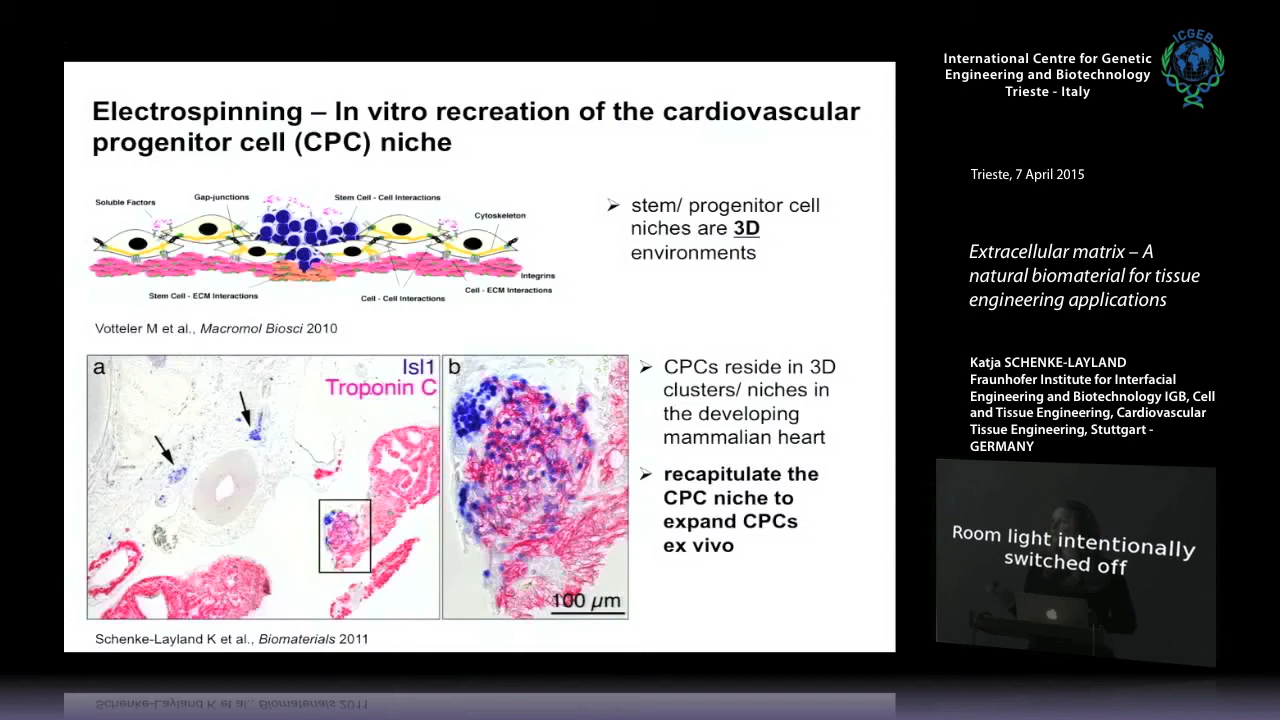 Electrospinning – In vitro recreation of the cardiovascular
progenitor cell (CPC) niche
Soluble Factors
Gap-junctions
Stem Cell - Cell Interactions
Cytoskeleton
Integrins
Cell - ECM Interactions
Stem Cell - ECM Interactions
Cell - Cell Interactions
Votteler M et al., Macromol Biosci 2010
➢ stem/ progenitor cell
niches are 3D
environments
a
Isl1
Troponin C
b
100 µm
➢ CPCs reside in 3D
clusters/ niches in
the developing
mammalian heart
➢ recapitulate the
CPC niche to
expand CPCs
ex vivo
Schenke-Layland K et al., Biomaterials 2011
International Centre for Genetic
Engineering and Biotechnology
Trieste - Italy
ICGEB
Trieste, 7 April 2015
Extracellular matrix – A
natural biomaterial for tissue
engineering applications
Katja SCHENKE-LAYLAND
Fraunhofer Institute for Interfacial
Engineering and Biotechnology IGB, Cell
and Tissue Engineering, Cardiovascular
Tissue Engineering, Stuttgart -
GERMANY
Room light intentionally
switched off
Schenke-Layland K et al., Biomaterials 2011